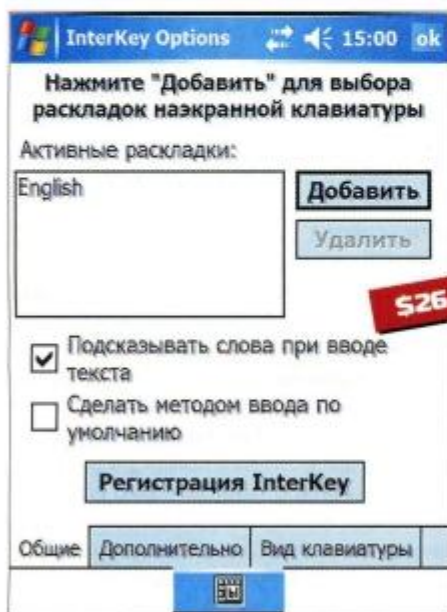 InterKey Options 15:00 ok
Нажмите "Добавить" для выбора
раскладок наэкранной клавиатуры
Активные раскладки:
English
Добавить
Удалить
$26
Подсказывать слова при вводе
текста
Сделать методом ввода по
умолчанию
Регистрация InterKey
Общие Дополнительно Вид клавиатуры